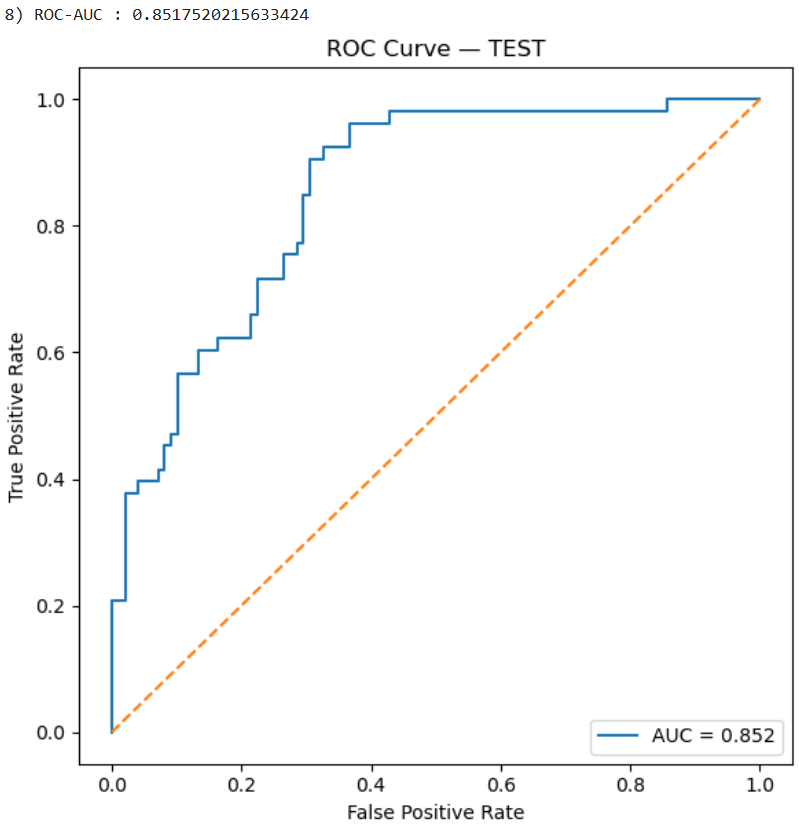 8) ROC-AUC : 0.8517520215633424
ROC Curve — TEST
1.0
0.8
0.6
0.4
0.2
0.0
True Positive Rate
AUC = 0.852
0.0 0.2 0.4 0.6 0.8 1.0
False Positive Rate